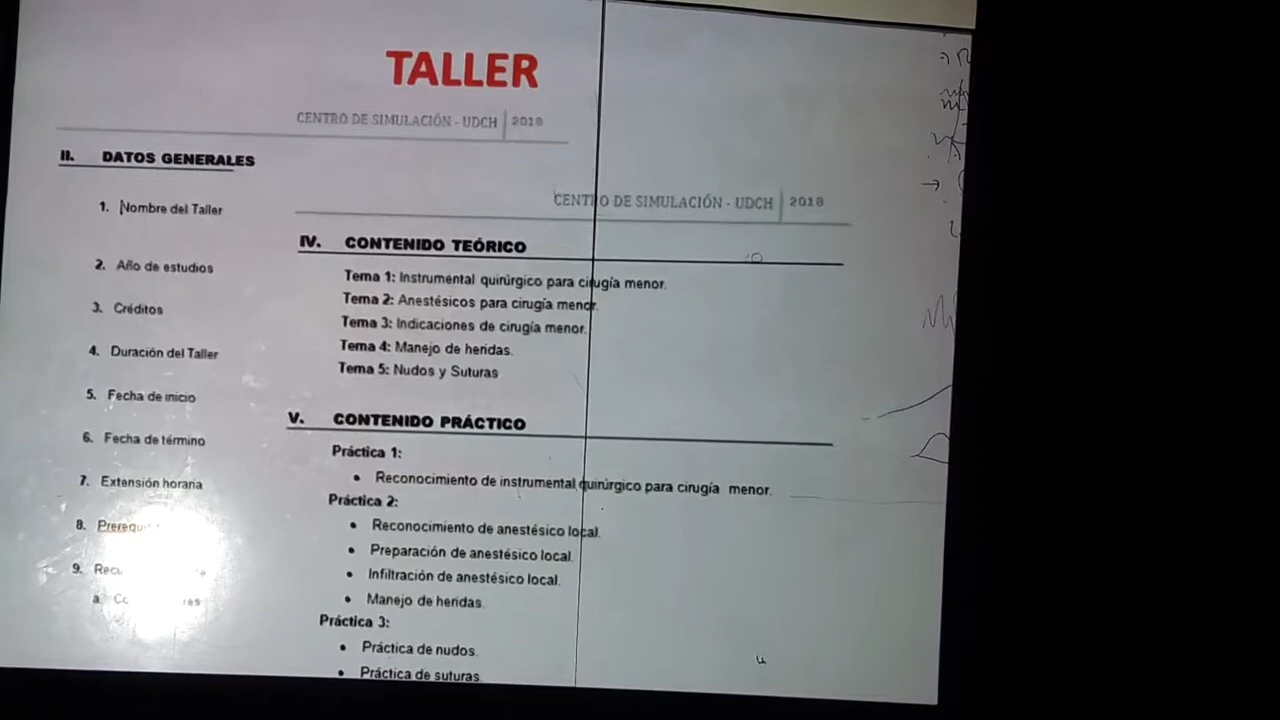 TALLER
CENTRO DE SIMULACIÓN - UDCH 2018
II. DATOS GENERALES
1. Nombre del Taller
2. Año de estudios
3. Créditos
4. Duración del Taller
5. Fecha de inicio
6. Fecha de término
7. Extensión horaria
8.
9.
a
CENTRO DE SIMULACIÓN - UDCH 2018
IV. CONTENIDO TEÓRICO
Tema 1: Instrumental quirúrgico para cirugía menor.
Tema 2: Anestésicos para cirugía menor.
Tema 3: Indicaciones de cirugía menor.
Tema 4: Manejo de heridas.
Tema 5: Nudos y Suturas
V. CONTENIDO PRÁCTICO
Práctica 1:
• Reconocimiento de instrumental quirúrgico para cirugía menor.
Práctica 2:
• Reconocimiento de anestésico local.
• Preparación de anestésico local.
• Infiltración de anestésico local.
• Manejo de heridas.
Práctica 3:
• Práctica de nudos.
• Práctica de suturas.